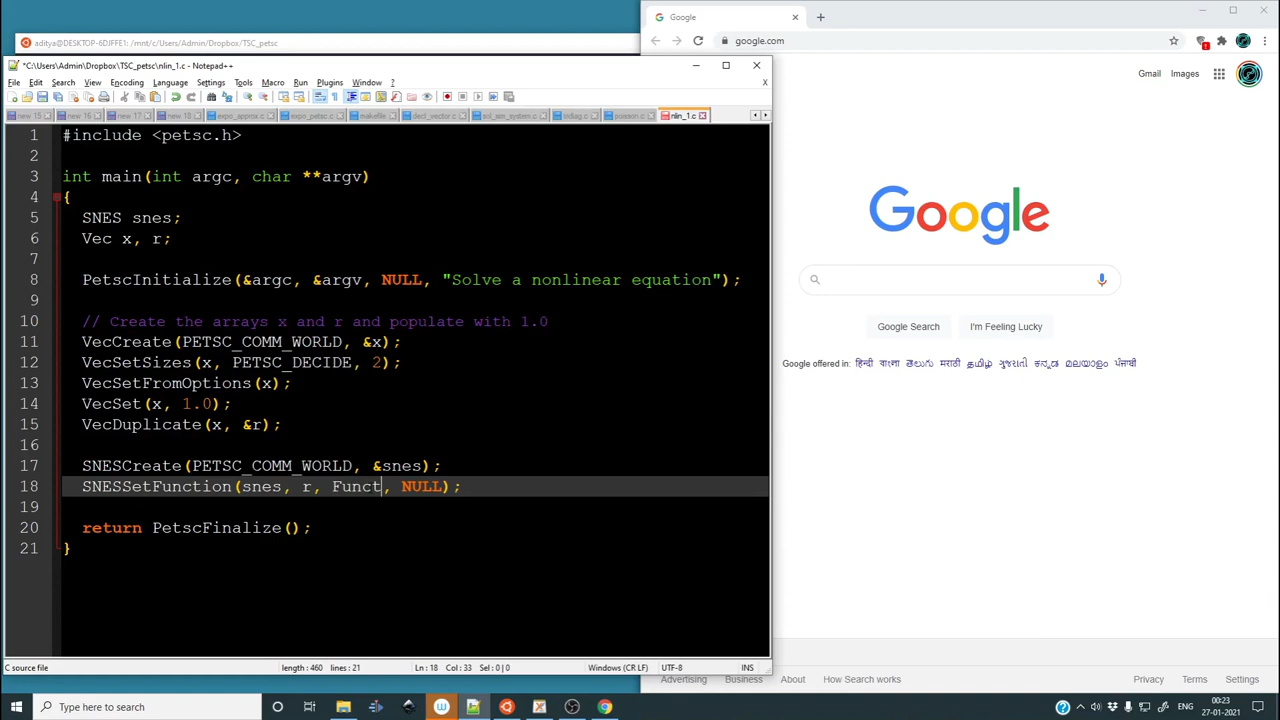 aditya@DESKTOP-6DJFFE1: /mnt/c/Users/Admin/Dropbox/TSC_petsc
*C:\Users\Admin\Dropbox\TSC_petsc\nlin_1.c - Notepad++
File Edit Search View Encoding Language Settings Tools Macro Run Plugins Window ? X
new 15 new 16 new 17 new 18 expo_approx.c expo_petsc.c makefile decl_vector.c sol_sim_system.c tridiag.c poisson.c nlin_1.c
1 #include <petsc.h>
2
3 int main(int argc, char **argv)
4 {
5 SNES snes;
6 Vec x, r;
7
8 PetscInitialize(&argc, &argv, NULL, "Solve a nonlinear equation");
9
10 // Create the arrays x and r and populate with 1.0
11 VecCreate(PETSC_COMM_WORLD, &x);
12 VecSetSizes(x, PETSC_DECIDE, 2);
13 VecSetFromOptions(x);
14 VecSet(x, 1.0);
15 VecDuplicate(x, &r);
16
17 SNESCreate(PETSC_COMM_WORLD, &snes);
18 SNESSetFunction(snes, r, Funct, NULL);
19
20 return PetscFinalize();
21 }
C source file length : 460 lines : 21 Ln : 18 Col : 33 Sel : 0 | 0 Windows (CR LF) UTF-8 INS
Google
google.com
Gmail Images
Google
Google Search I'm Feeling Lucky
Google offered in: हिन्दी বাংলা తెలుగు मराठी தமிழ் ગુજરાતી ಕನ್ನಡ മലയാളം ਪੰਜਾਬੀ
Advertising Business About How Search works Privacy Terms Settings
Type here to search
ENG
00:23
27-01-2021